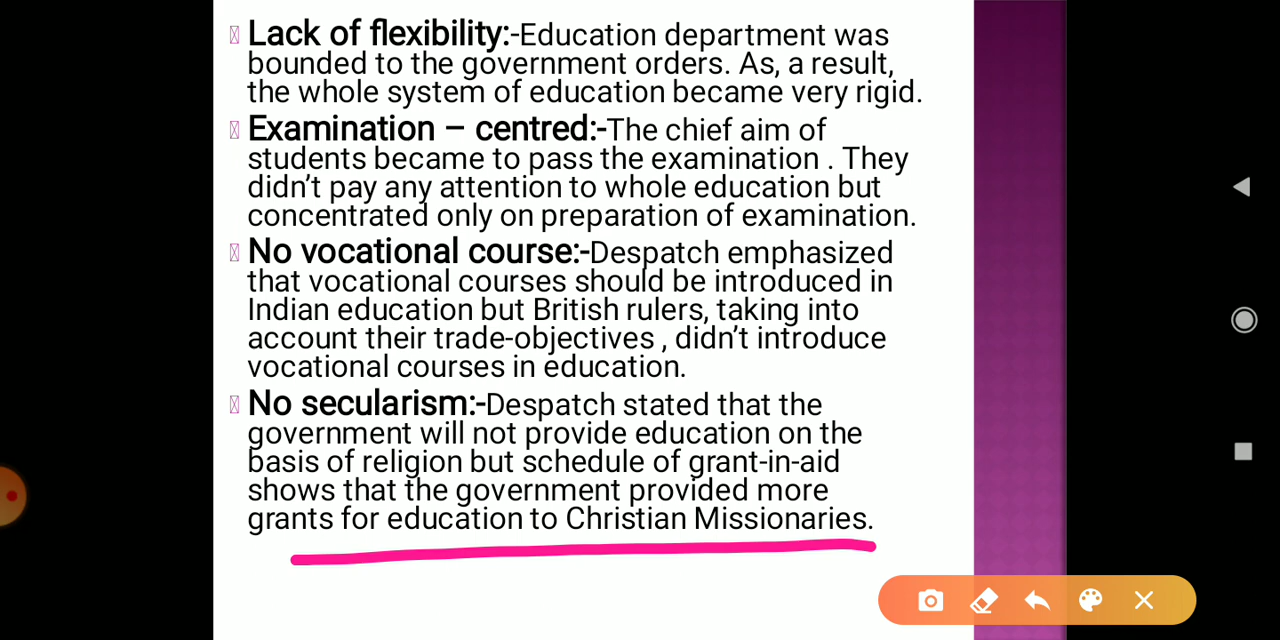 Lack of flexibility:-Education department was
bounded to the government orders. As, a result,
the whole system of education became very rigid.
Examination – centred:-The chief aim of
students became to pass the examination . They
didn’t pay any attention to whole education but
concentrated only on preparation of examination.
No vocational course:-Despatch emphasized
that vocational courses should be introduced in
Indian education but British rulers, taking into
account their trade-objectives , didn’t introduce
vocational courses in education.
No secularism:-Despatch stated that the
government will not provide education on the
basis of religion but schedule of grant-in-aid
shows that the government provided more
grants for education to Christian Missionaries.